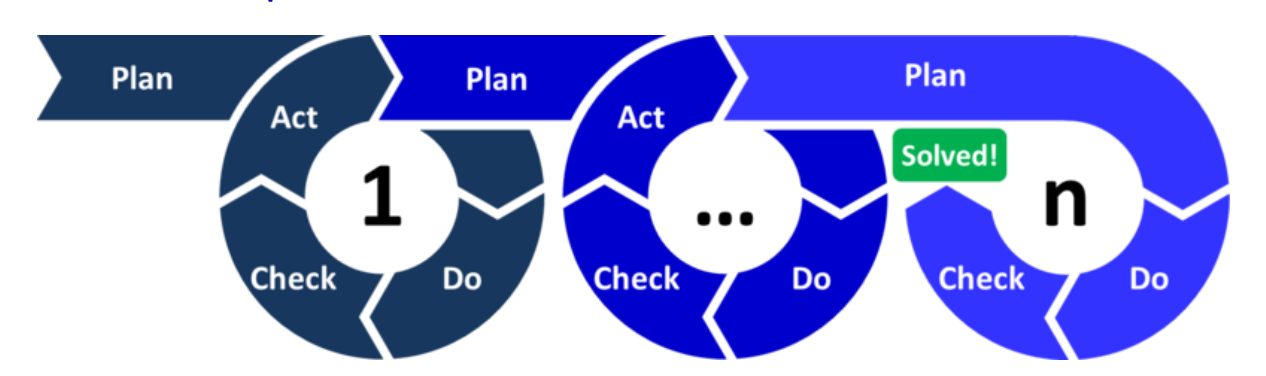 Plan
Act
1
Check
Do
Plan
Act
...
Check
Do
Plan
Solved!
n
Check
Do